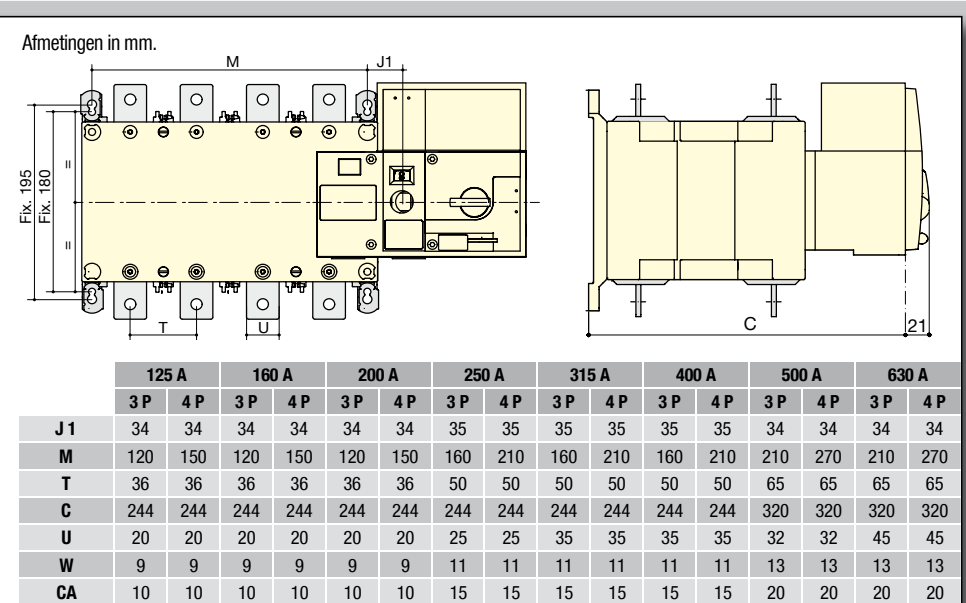 Afmetingen in mm.
M J1
Fix. 195
Fix. 180
=
=
T U
C 21
125 A 160 A 200 A 250 A 315 A 400 A 500 A 630 A
3 P 4 P 3 P 4 P 3 P 4 P 3 P 4 P 3 P 4 P 3 P 4 P 3 P 4 P 3 P 4 P
J 1 34 34 34 34 34 34 35 35 35 35 35 35 34 34 34 34
M 120 150 120 150 120 150 160 210 160 210 160 210 210 270 210 270
T 36 36 36 36 36 36 50 50 50 50 50 50 65 65 65 65
C 244 244 244 244 244 244 244 244 244 244 244 244 320 320 320 320
U 20 20 20 20 20 20 25 25 35 35 35 35 32 32 45 45
W 9 9 9 9 9 9 11 11 11 11 11 11 13 13 13 13
CA 10 10 10 10 10 10 15 15 15 15 15 15 20 20 20 20